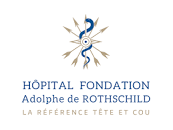 HÔPITAL FONDATION
Adolphe de ROTHSCHILD
LA RÉFÉRENCE TÊTE ET COU